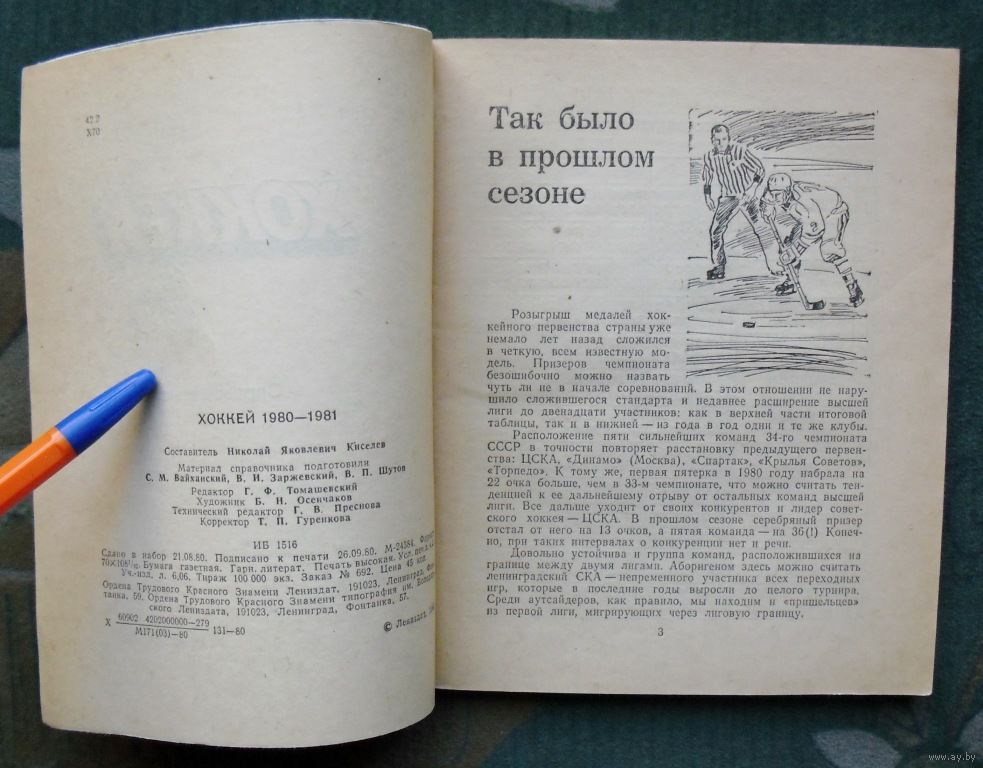 42.7
Х70
ХОККЕЙ 1980—1981
Составитель Николай Яковлевич Киселев
Материал справочника подготовили
С. М. Вайханский, В. И. Заржевский, В. П. Шутов
Редактор Г. Ф. Томашевский
Художник Б. Н. Осенчаков
Технический редактор Г. В. Преснова
Корректор Т. П. Гуренкова
ИБ 1516
Сдано в набор 21.08.80. Подписано к печати 26.09.80. М-24384.
70×108¹/₃₂. Бумага газетная. Гарн. литерат. Печать высокая. Усл. печ. л.
Уч.-изд. л. 6,06. Тираж 100 000 экз. Заказ № 692. Цена 45 коп.
Ордена Трудового Красного Знамени Лениздат, 191023, Ленинград, Фон-
танка, 59. Ордена Трудового Красного Знамени типография им.
ского Лениздата, 191023, Ленинград, Фонтанка, 57.
Х 60902 4202000000—279
М171(03)—80 131—80
© Лениздат,
Так было
в прошлом
сезоне
Розыгрыш медалей хок-
кейного первенства страны уже
немало лет назад сложился
в четкую, всем известную мо-
дель. Призеров чемпионата
безошибочно можно назвать
чуть ли не в начале соревнований. В этом отношении не нару-
шило сложившегося стандарта и недавнее расширение высшей
лиги до двенадцати участников: как в верхней части итоговой
таблицы, так и в нижней — из года в год одни и те же клубы.
Расположение пяти сильнейших команд 34-го чемпионата
СССР в точности повторяет расстановку предыдущего первен-
ства: ЦСКА, «Динамо» (Москва), «Спартак», «Крылья Советов»,
«Торпедо». К тому же, первая пятерка в 1980 году набрала на
22 очка больше, чем в 33-м чемпионате, что можно считать тен-
денцией к ее дальнейшему отрыву от остальных команд высшей
лиги. Все дальше уходит от своих конкурентов и лидер совет-
ского хоккея — ЦСКА. В прошлом сезоне серебряный призер
отстал от него на 13 очков, а пятая команда — на 36(!) Конеч-
но, при таких интервалах о конкуренции нет и речи.
Довольно устойчива и группа команд, расположившихся на
границе между двумя лигами. Аборигеном здесь можно считать
ленинградский СКА — непременного участника всех переходных
игр, которые в последние годы выросли до целого турнира.
Среди аутсайдеров, как правило, мы находим и «пришельцев»
из первой лиги, мигрирующих через лиговую границу.
3
www.ay.by